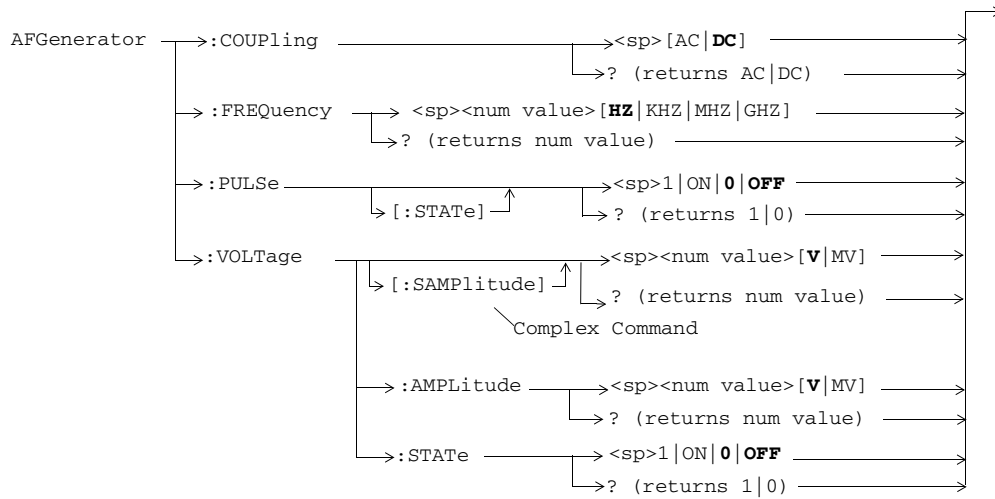 AFGenerator :COUPling <sp>[AC|DC]
? (returns AC|DC)
:FREQuency <sp><num value>[HZ|KHZ|MHZ|GHZ]
? (returns num value)
:PULSe <sp>1|ON|0|OFF
[:STATe] ? (returns 1|0)
:VOLTage <sp><num value>[V|MV]
[:SAMPlitude] ? (returns num value)
Complex Command
:AMPLitude <sp><num value>[V|MV]
? (returns num value)
:STATe <sp>1|ON|0|OFF
? (returns 1|0)